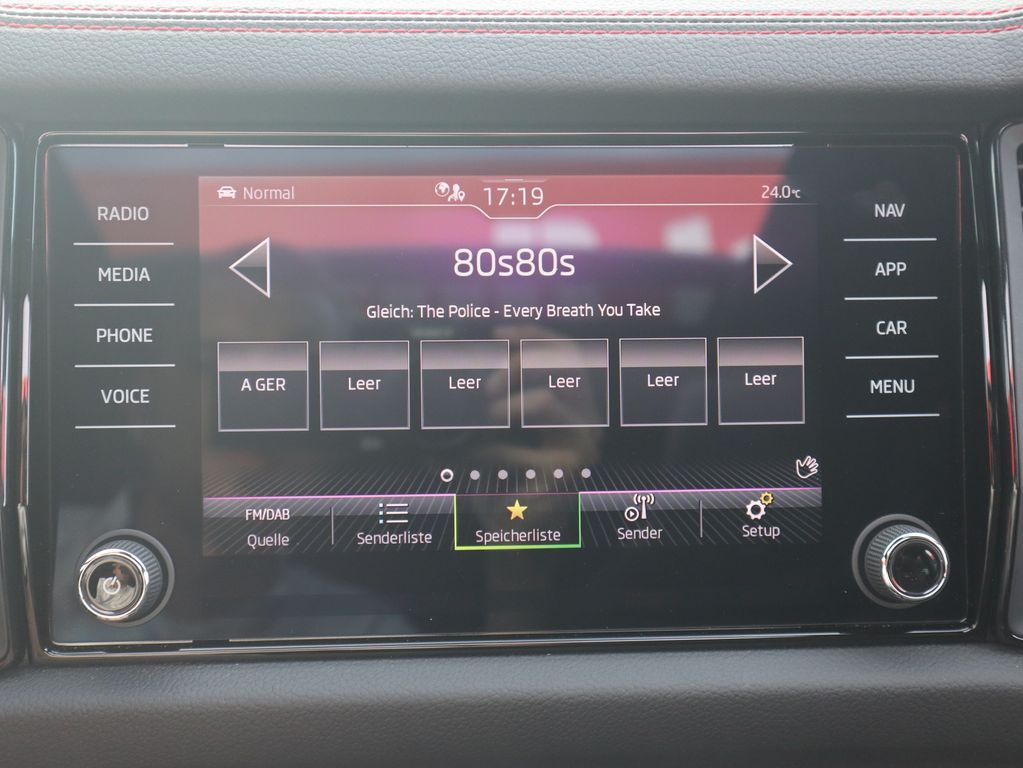 RADIO
MEDIA
PHONE
VOICE
Normal
17:19
24.0°C
80s80s
Gleich: The Police - Every Breath You Take
A GER
Leer
Leer
Leer
Leer
Leer
FM/DAB
Quelle
Senderliste
Speicherliste
Sender
Setup
NAV
APP
CAR
MENU